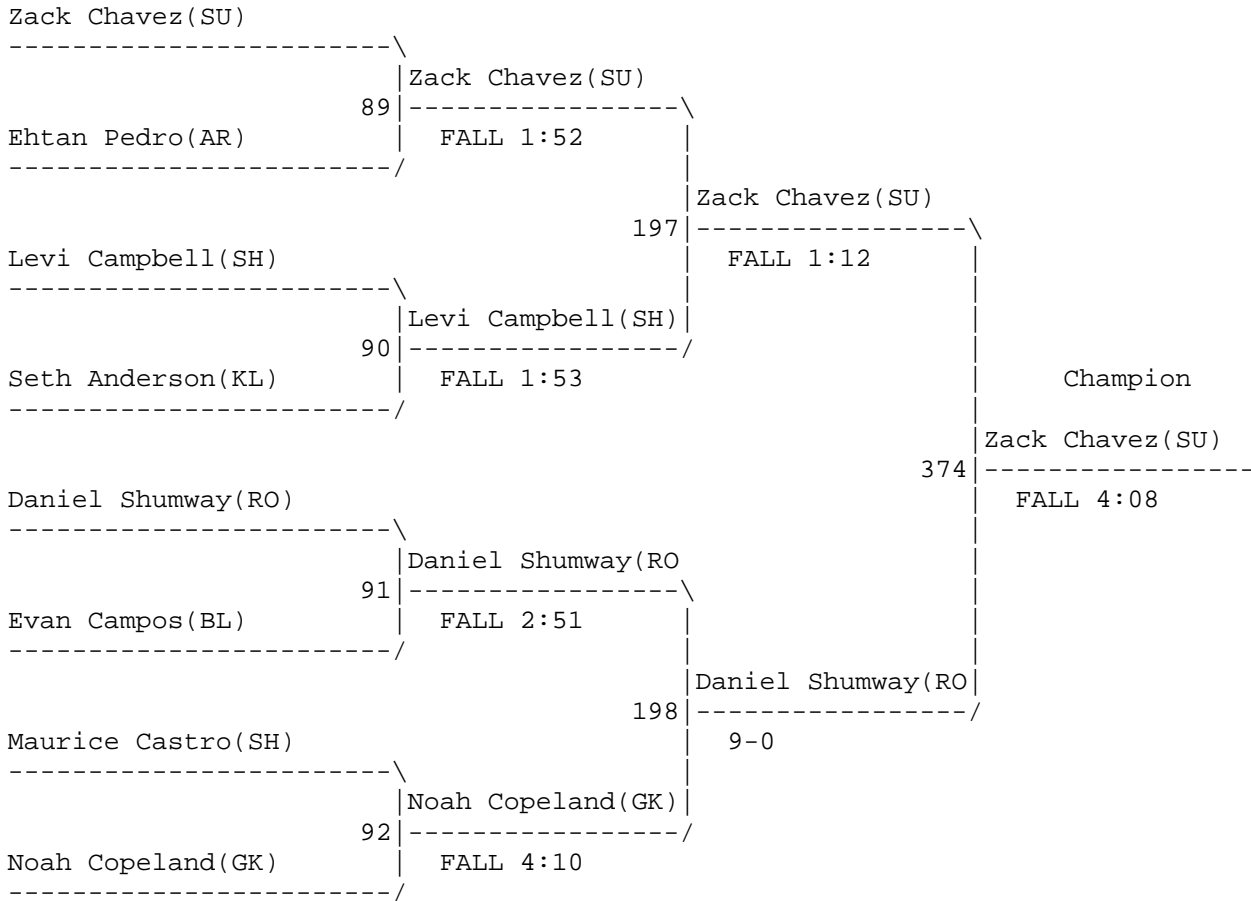 Zack Chavez(SU)
------------------------\
|Zack Chavez(SU)
89|-----------------\
Ehtan Pedro(AR) | FALL 1:52 |
------------------------/ |
|Zack Chavez(SU)
197|-----------------\
Levi Campbell(SH) | FALL 1:12 |
------------------------\ | |
|Levi Campbell(SH)| |
90|-----------------/ |
Seth Anderson(KL) | FALL 1:53 | Champion
------------------------/ |
|Zack Chavez(SU)
374|-----------------
Daniel Shumway(RO) | FALL 4:08
------------------------\ |
|Daniel Shumway(RO |
91|-----------------\ |
Evan Campos(BL) | FALL 2:51 | |
------------------------/ | |
|Daniel Shumway(RO|
198|-----------------/
Maurice Castro(SH) | 9-0
------------------------\ |
|Noah Copeland(GK)|
92|-----------------/
Noah Copeland(GK) | FALL 4:10
------------------------/